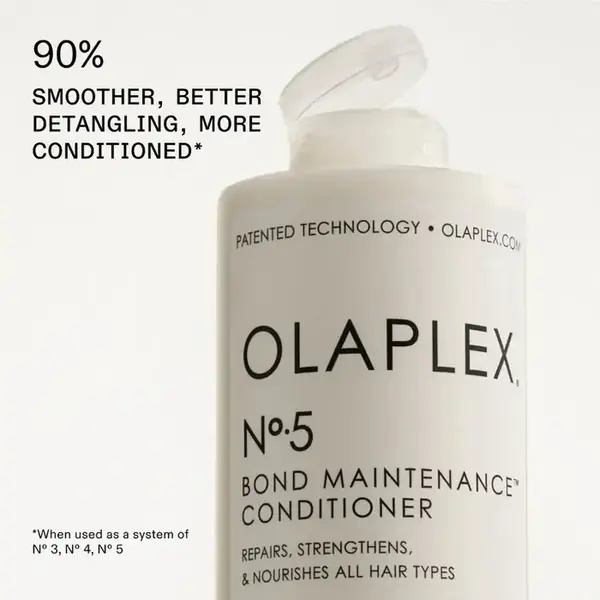 90%
SMOOTHER, BETTER
DETANGLING, MORE
CONDITIONED*
PATENTED TECHNOLOGY • OLAPLEX.COM
OLAPLEX.
Nº.5
BOND MAINTENANCE™
CONDITIONER
REPAIRS, STRENGTHENS,
& NOURISHES ALL HAIR TYPES
*When used as a system of
Nº 3, Nº 4, Nº 5